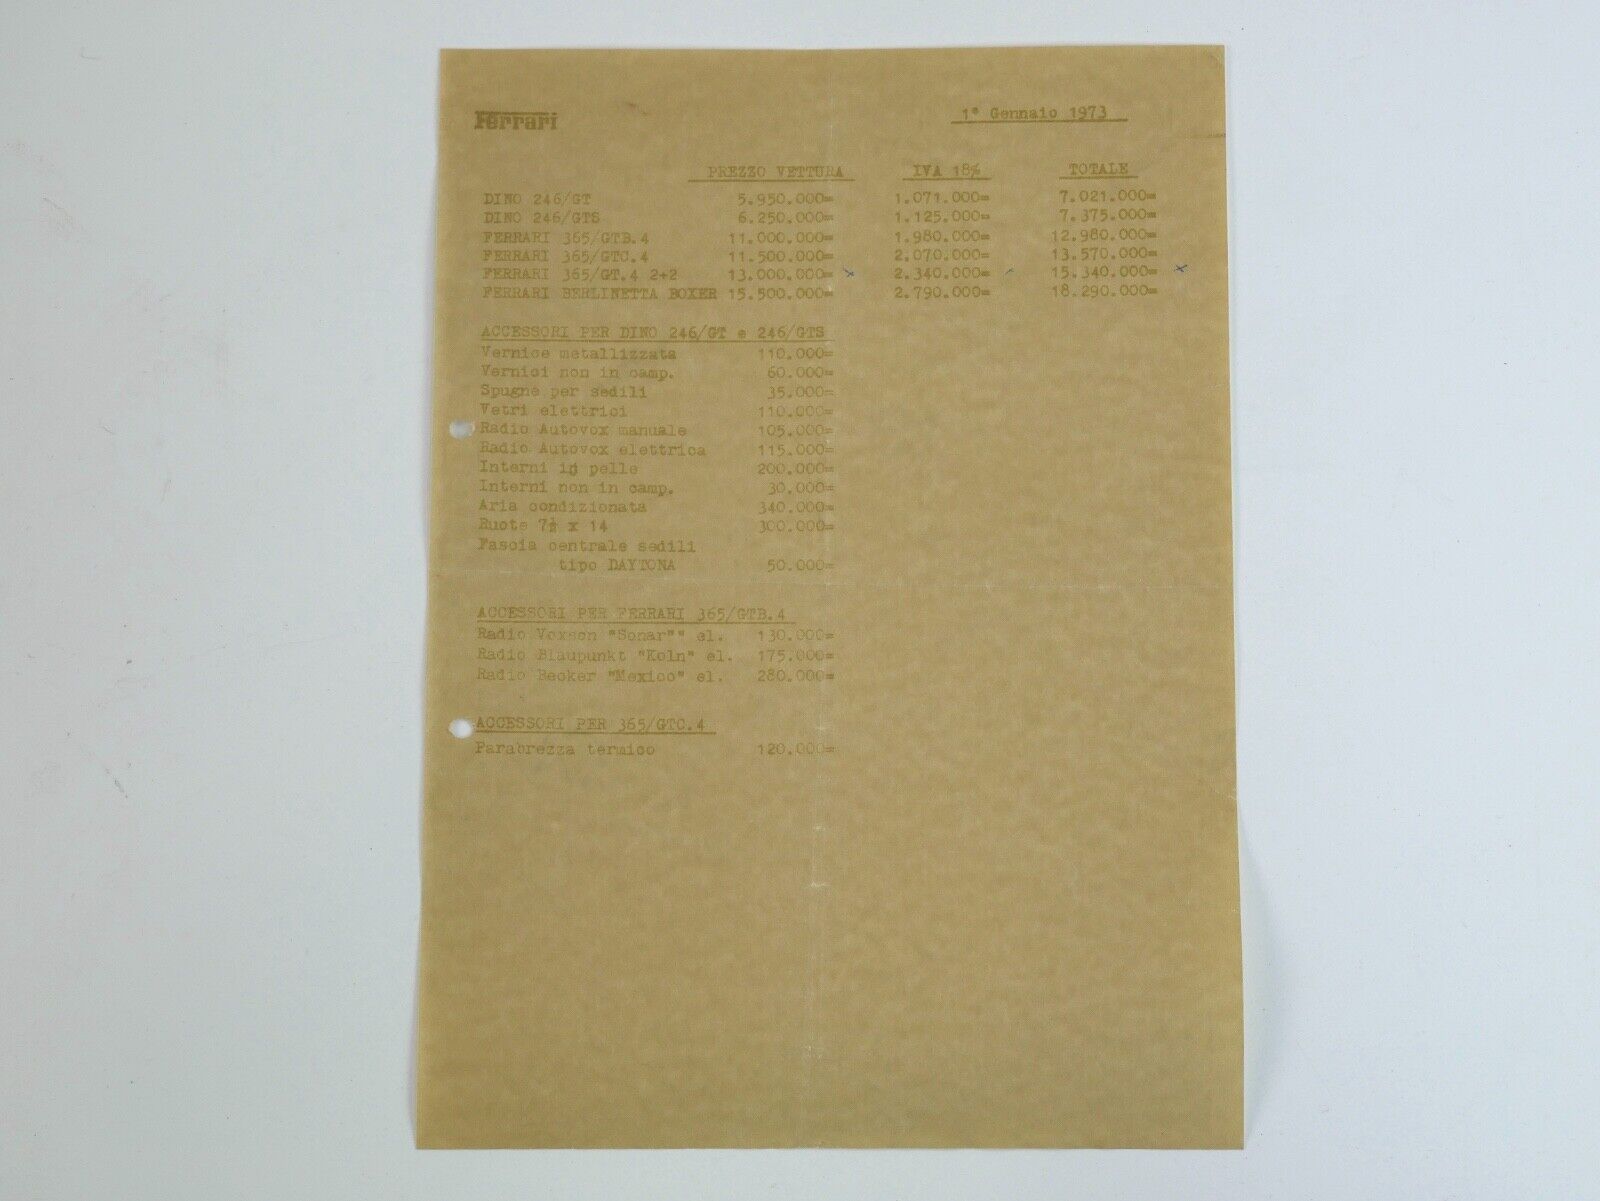 Ferrari 1° Gennaio 1973
PREZZO VETTURA IVA 18% TOTALE
DINO 246/GT 5.950.000= 1.071.000= 7.021.000=
DINO 246/GTS 6.250.000= 1.125.000= 7.375.000=
FERRARI 365/GTB.4 11.000.000= 1.980.000= 12.980.000=
FERRARI 365/GTC.4 11.500.000= 2.070.000= 13.570.000=
FERRARI 365/GT.4 2+2 13.000.000= x 2.340.000= 15.340.000= x
FERRARI BERLINETTA BOXER 15.500.000= 2.790.000= 18.290.000=
ACCESSORI PER DINO 246/GT e 246/GTS
Vernice metallizzata 110.000=
Vernici non in camp. 60.000=
Spugne per sedili 35.000=
Vetri elettrici 110.000=
Radio Autovox manuale 105.000=
Radio Autovox elettrica 115.000=
Interni in pelle 200.000=
Interni non in camp. 30.000=
Aria condizionata 340.000=
Ruote 7½ x 14 300.000=
Fascia centrale sedili
tipo DAYTONA 50.000=
ACCESSORI PER FERRARI 365/GTB.4
Radio Voxson "Sonar"" el. 130.000=
Radio Blaupunkt "Koln" el. 175.000=
Radio Becker "Mexico" el. 280.000=
ACCESSORI PER 365/GTC.4
Parabrezza termico 120.000=